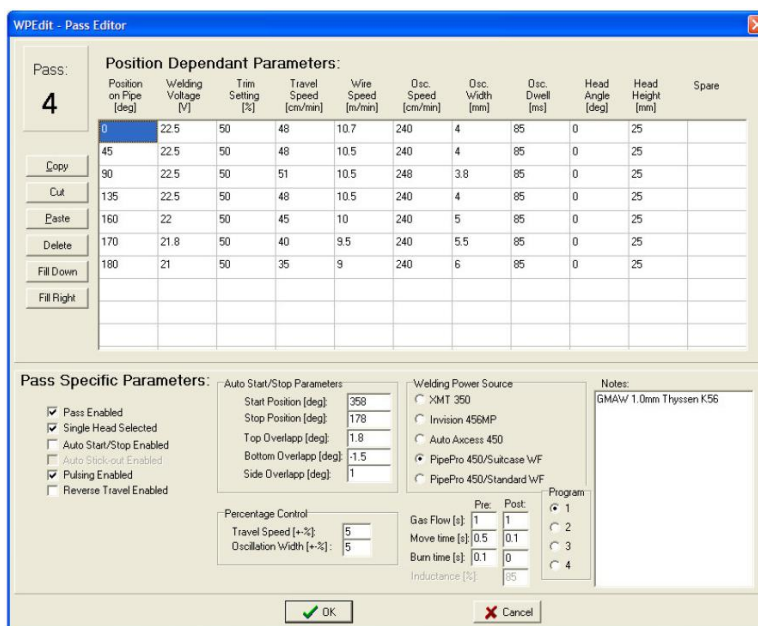 WPEdit - Pass Editor
Pass:
4
Position Dependant Parameters:
Position on Pipe [deg] Welding Voltage [V] Trim Setting [%] Travel Speed [cm/min] Wire Speed [m/min] Osc. Speed [cm/min] Osc. Width [mm] Osc. Dwell [ms] Head Angle [deg] Head Height [mm] Spare
0 22.5 50 48 10.7 240 4 85 0 25
45 22.5 50 48 10.5 240 4 85 0 25
90 22.5 50 51 10.5 248 3.8 85 0 25
135 22.5 50 48 10.5 240 4 85 0 25
160 22 50 45 10 240 5 85 0 25
170 21.8 50 40 9.5 240 5.5 85 0 25
180 21 50 35 9 240 6 85 0 25
Copy
Cut
Paste
Delete
Fill Down
Fill Right
Pass Specific Parameters:
Pass Enabled
Single Head Selected
Auto Start/Stop Enabled
Auto Stick-out Enabled
Pulsing Enabled
Reverse Travel Enabled
Auto Start/Stop Parameters
Start Position [deg]: 358
Stop Position [deg]: 178
Top Overlapp [deg]: 1.8
Bottom Overlapp [deg]: -1.5
Side Overlapp [deg]: 1
Percentage Control
Travel Speed [+-%]: 5
Oscillation Width [+-%] : 5
Welding Power Source
XMT 350
Invision 456MP
Auto Axcess 450
PipePro 450/Suitcase WF
PipePro 450/Standard WF
Pre: Post:
Gas Flow [s]: 1 1
Move time [s]: 0.5 0.1
Burn time [s]: 0.1 0
Inductance [%]: 85
Program
1
2
3
4
Notes:
GMAW 1.0mm Thyssen K56
OK
Cancel